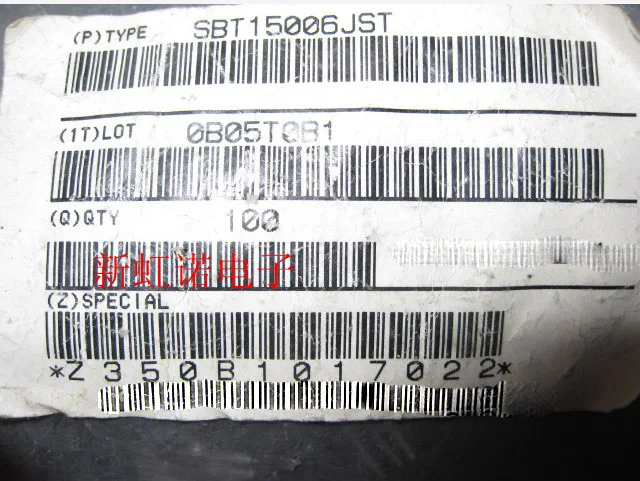 (P)TYPE SBT15006JST
(1T)LOT 0B05T0B1
(Q)QTY 100
新虹诺电子
(Z)SPECIAL
*Z350B1017022*